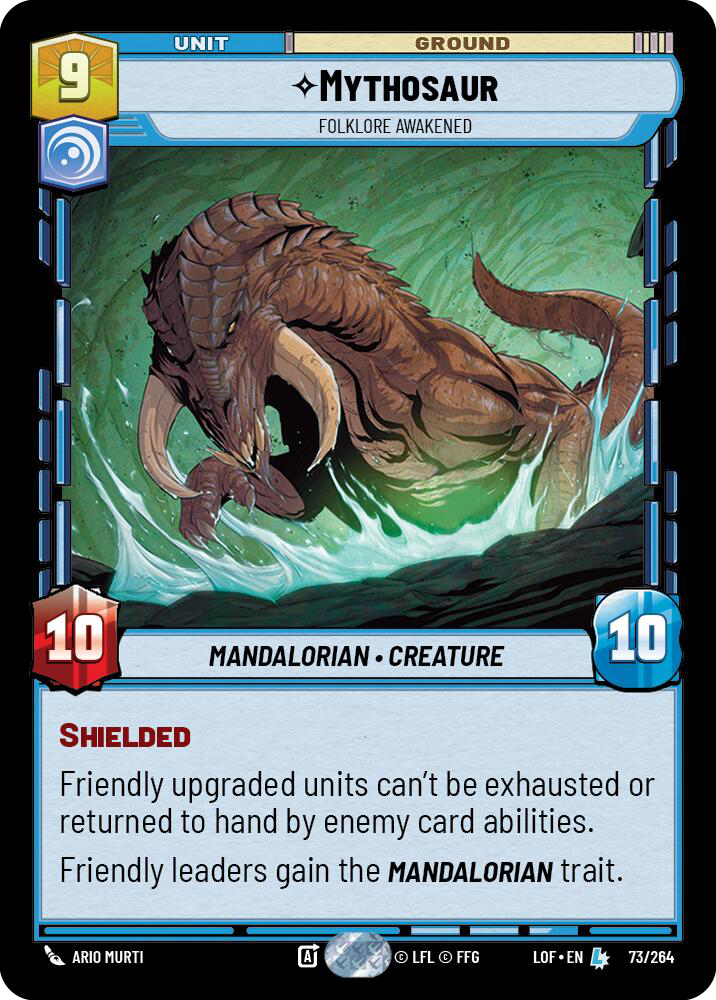 UNIT
GROUND
9
✧MYTHOSAUR
FOLKLORE AWAKENED
10
MANDALORIAN • CREATURE
10
SHIELDED
Friendly upgraded units can't be exhausted or
returned to hand by enemy card abilities.
Friendly leaders gain the MANDALORIAN trait.
ARIO MURTI
A
© LFL © FFG
LOF • EN
L
73/264